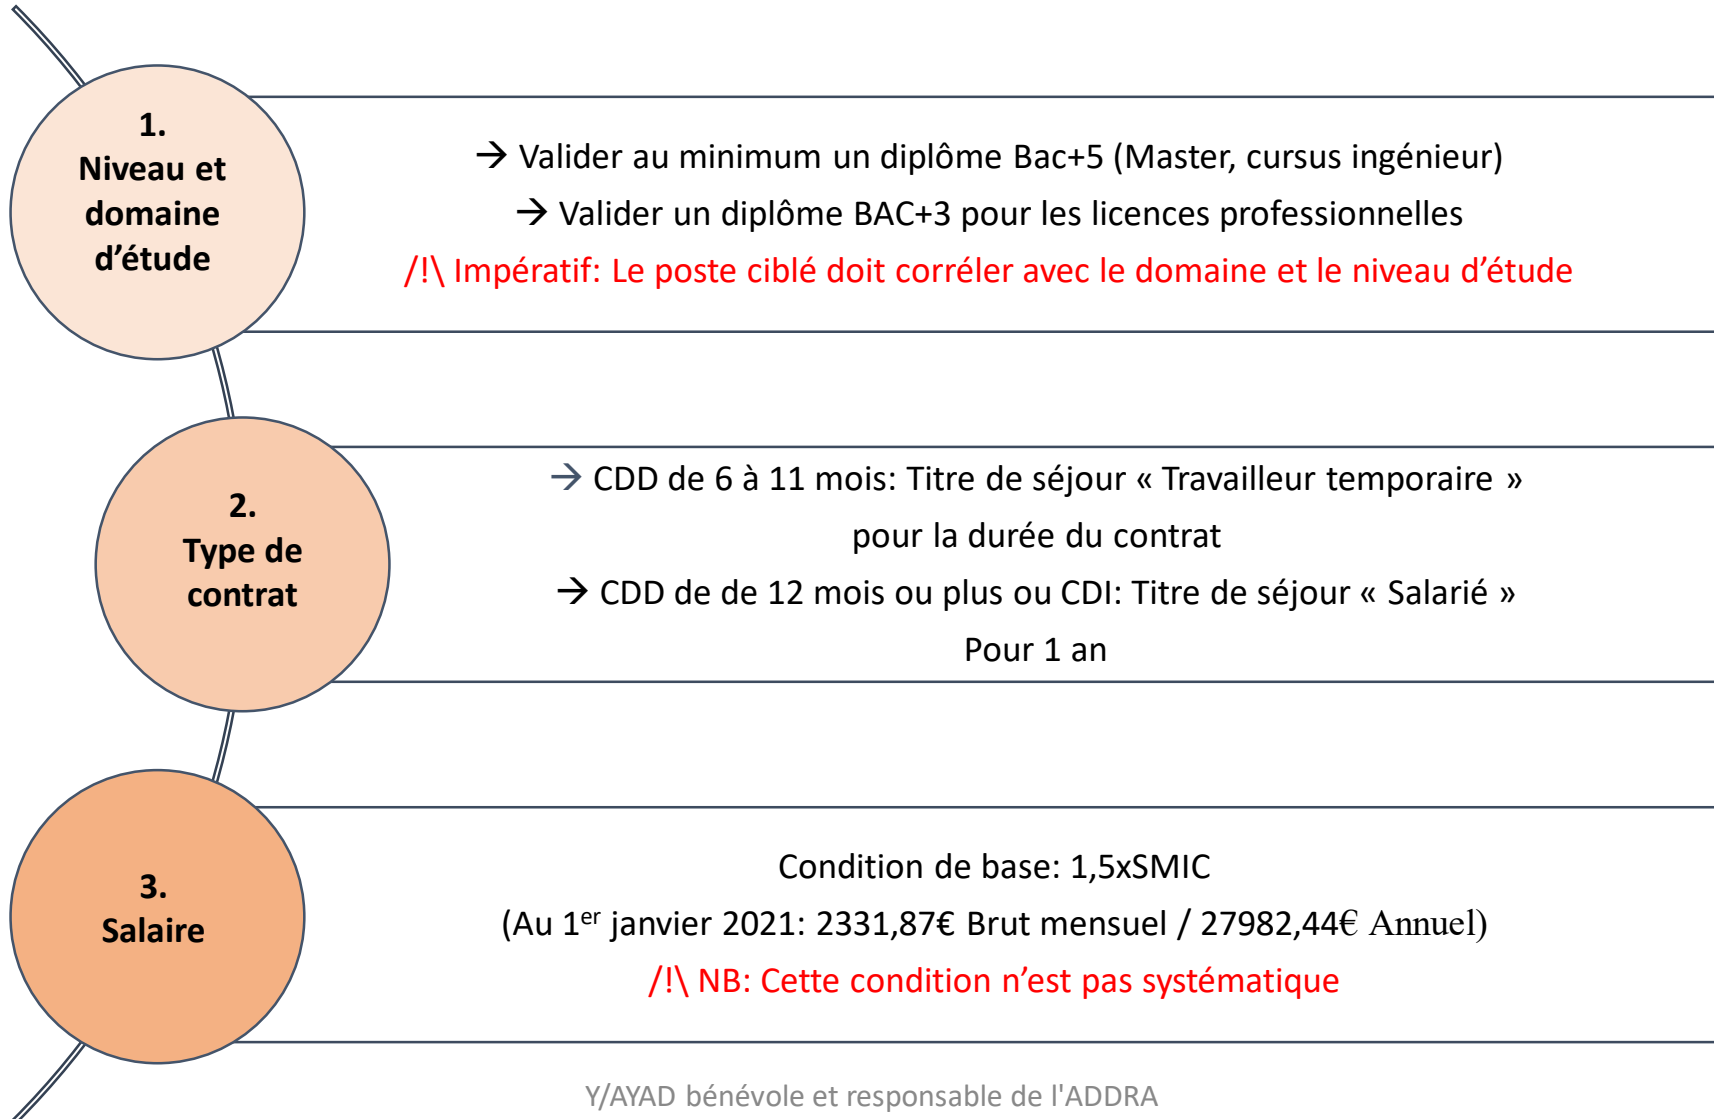 1.
Niveau et
domaine
d’étude
→ Valider au minimum un diplôme Bac+5 (Master, cursus ingénieur)
→ Valider un diplôme BAC+3 pour les licences professionnelles
/!\ Impératif: Le poste ciblé doit corréler avec le domaine et le niveau d’étude
2.
Type de
contrat
→ CDD de 6 à 11 mois: Titre de séjour « Travailleur temporaire »
pour la durée du contrat
→ CDD de de 12 mois ou plus ou CDI: Titre de séjour « Salarié »
Pour 1 an
3.
Salaire
Condition de base: 1,5xSMIC
(Au 1er janvier 2021: 2331,87€ Brut mensuel / 27982,44€ Annuel)
/!\ NB: Cette condition n’est pas systématique
Y/AYAD bénévole et responsable de l'ADDRA